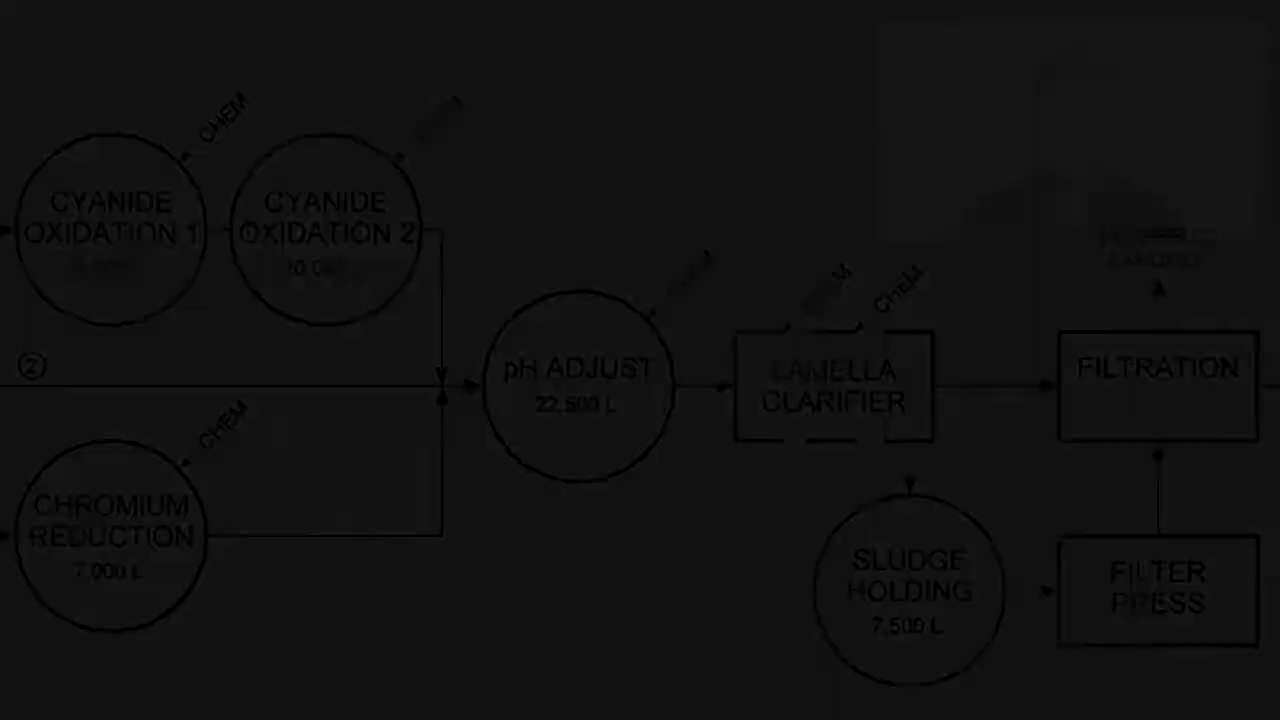 CHEM
CYANIDE
OXIDATION 1
CYANIDE
OXIDATION 2
2
CHEM
CHROMIUM
REDUCTION
7,000 L
pH ADJUST
22,500 L
CHEM
LAMELLA
CLARIFIER
FILTRATION
SLUDGE
HOLDING
7,500 L
FILTER
PRESS